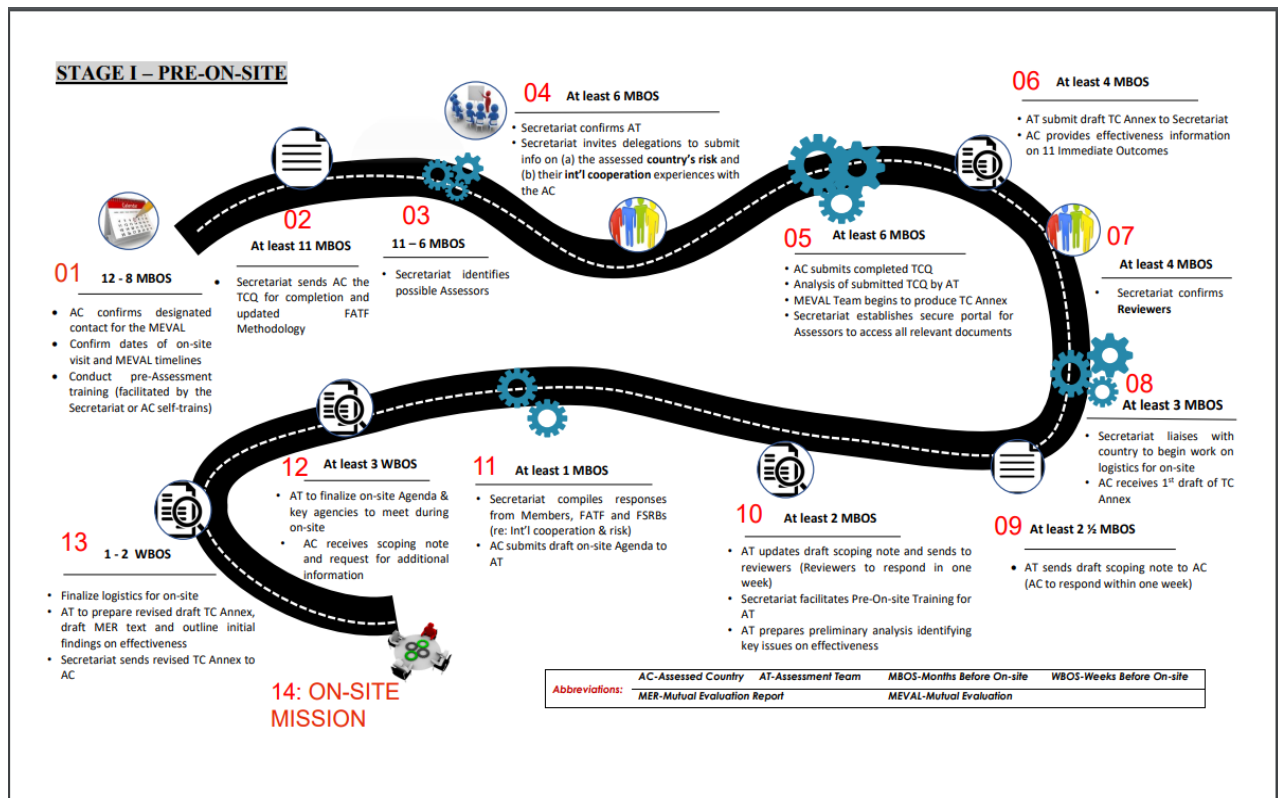 STAGE I – PRE-ON-SITE
01
12 - 8 MBOS
• AC confirms designated
contact for the MEVAL
• Confirm dates of on-site
visit and MEVAL timelines
• Conduct pre-Assessment
training (facilitated by the
Secretariat or AC self-trains)
02
At least 11 MBOS
• Secretariat sends AC the
TCQ for completion and
updated FATF
Methodology
03
11 – 6 MBOS
• Secretariat identifies
possible Assessors
04
At least 6 MBOS
• Secretariat confirms AT
• Secretariat invites delegations to submit
info on (a) the assessed country's risk and
(b) their int'l cooperation experiences with
the AC
05
At least 6 MBOS
• AC submits completed TCQ
• Analysis of submitted TCQ by AT
• MEVAL Team begins to produce TC Annex
• Secretariat establishes secure portal for
Assessors to access all relevant documents
06
At least 4 MBOS
• AT submit draft TC Annex to Secretariat
• AC provides effectiveness information
on 11 Immediate Outcomes
07
At least 4 MBOS
• Secretariat confirms
Reviewers
08
At least 3 MBOS
• Secretariat liaises with
country to begin work on
logistics for on-site
• AC receives 1st draft of TC
Annex
09
At least 2 ½ MBOS
• AT sends draft scoping note to AC
(AC to respond within one week)
10
At least 2 MBOS
• AT updates draft scoping note and sends to
reviewers (Reviewers to respond in one
week)
• Secretariat facilitates Pre-On-site Training for
AT
• AT prepares preliminary analysis identifying
key issues on effectiveness
11
At least 1 MBOS
• Secretariat compiles responses
from Members, FATF and FSRBs
(re: Int'l cooperation & risk)
• AC submits draft on-site Agenda to
AT
12
At least 3 WBOS
• AT to finalize on-site Agenda &
key agencies to meet during
on-site
• AC receives scoping note
and request for additional
information
13
1 - 2 WBOS
• Finalize logistics for on-site
• AT to prepare revised draft TC Annex,
draft MER text and outline initial
findings on effectiveness
• Secretariat sends revised TC Annex to
AC
14: ON-SITE
MISSION
Abbreviations:
AC-Assessed Country AT-Assessment Team MBOS-Months Before On-site WBOS-Weeks Before On-site
MER-Mutual Evaluation Report MEVAL-Mutual Evaluation